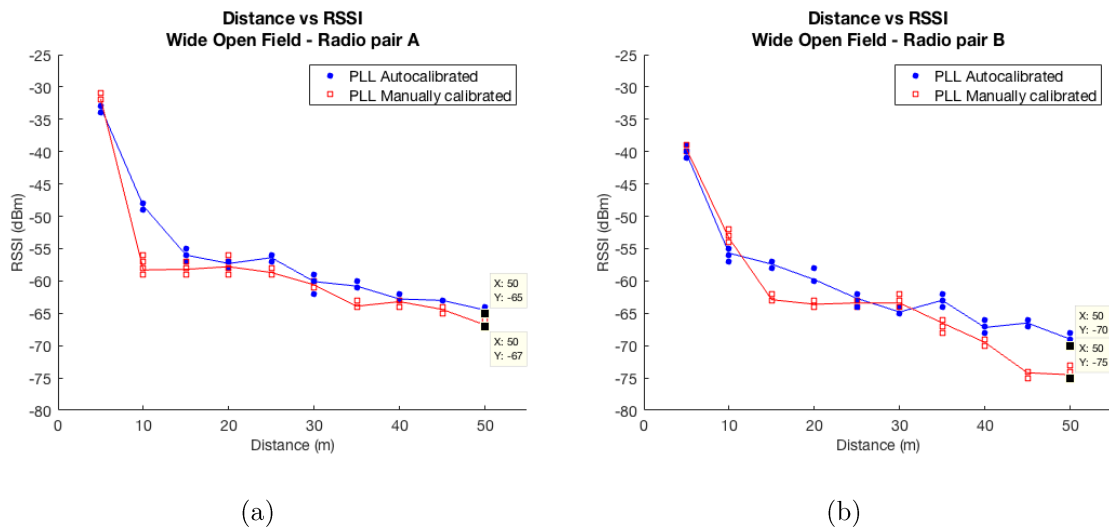 Distance vs RSSI
Wide Open Field - Radio pair A
-25
-30
-35
-40
-45
-50
-55
-60
-65
-70
-75
-80
RSSI (dBm)
PLL Autocalibrated
PLL Manually calibrated
X: 50
Y: -65
X: 50
Y: -67
0
10
20
30
40
50
Distance (m)
(a)
Distance vs RSSI
Wide Open Field - Radio pair B
-25
-30
-35
-40
-45
-50
-55
-60
-65
-70
-75
-80
RSSI (dBm)
PLL Autocalibrated
PLL Manually calibrated
X: 50
Y: -70
X: 50
Y: -75
0
10
20
30
40
50
Distance (m)
(b)